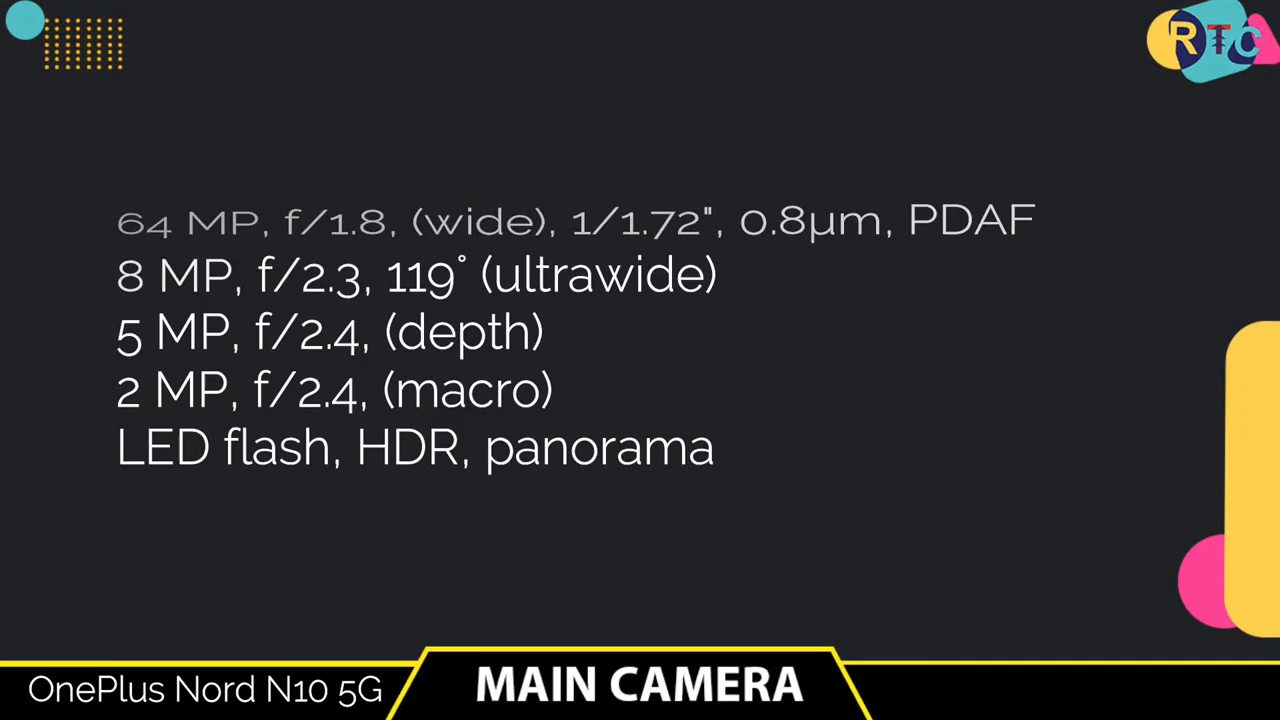 RTC
64 MP, f/1.8, (wide), 1/1.72", 0.8µm, PDAF
8 MP, f/2.3, 119˚ (ultrawide)
5 MP, f/2.4, (depth)
2 MP, f/2.4, (macro)
LED flash, HDR, panorama
OnePlus Nord N10 5G
MAIN CAMERA